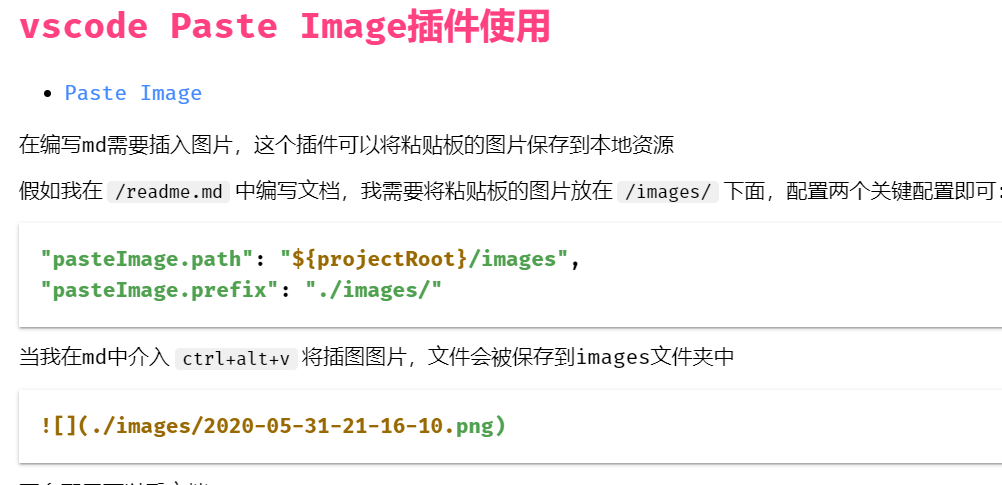 vscode Paste Image插件使用
Paste Image
在编写md需要插入图片，这个插件可以将粘贴板的图片保存到本地资源
假如我在 /readme.md 中编写文档，我需要将粘贴板的图片放在 /images/ 下面，配置两个关键配置即可：
"pasteImage.path": "${projectRoot}/images",
"pasteImage.prefix": "./images/"
当我在md中介入 ctrl+alt+v 将插图图片，文件会被保存到images文件夹中
![](./images/2020-05-31-21-16-10.png)